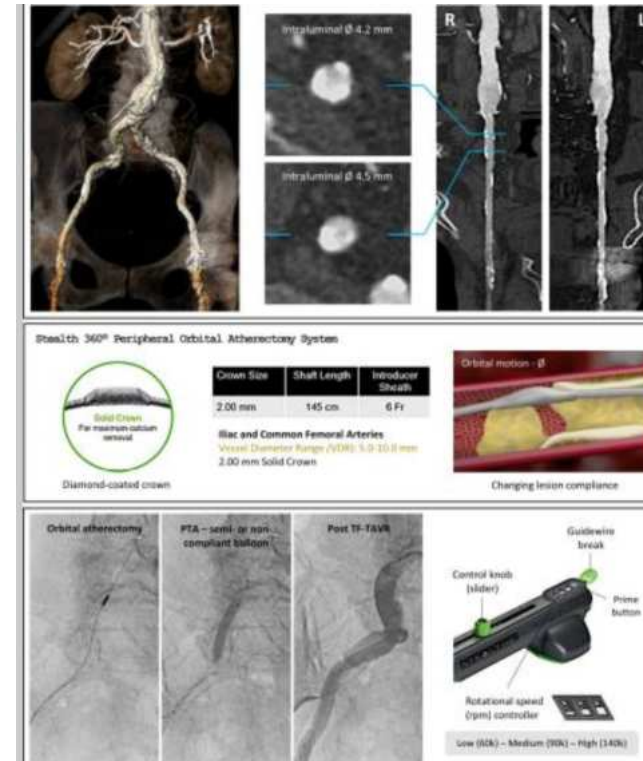 Intraluminal Ø 4.2 mm
Intraluminal Ø 4.5 mm
R
Stealth 360® Peripheral Orbital Atherectomy System
Solid Crown
For maximum calcium
removal
Diamond-coated crown
Crown Size
Shaft Length
Introducer
Sheath
2.00 mm
145 cm
6 Fr
Iliac and Common Femoral Arteries
Vessel Diameter Range (VDR): 5.0-10.0 mm
2.00 mm Solid Crown
Orbital motion - Ø
Changing lesion compliance
Orbital atherectomy
PTA – semi- or non-
compliant balloon
Post TF-TAVR
Guidewire
break
Control knob
(slider)
Prime
button
Rotational speed
(rpm) controller
Low (60k) – Medium (90k) – High (140k)